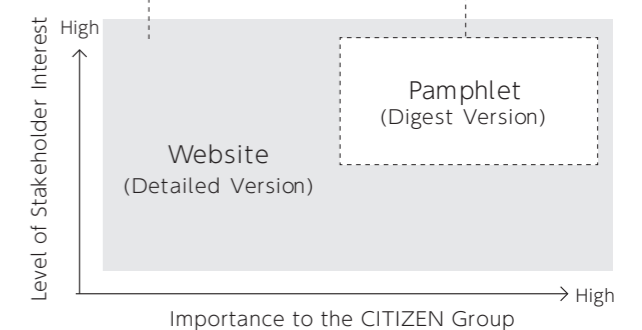 High
Level of Stakeholder Interest
Pamphlet
(Digest Version)
Website
(Detailed Version)
High
Importance to the CITIZEN Group